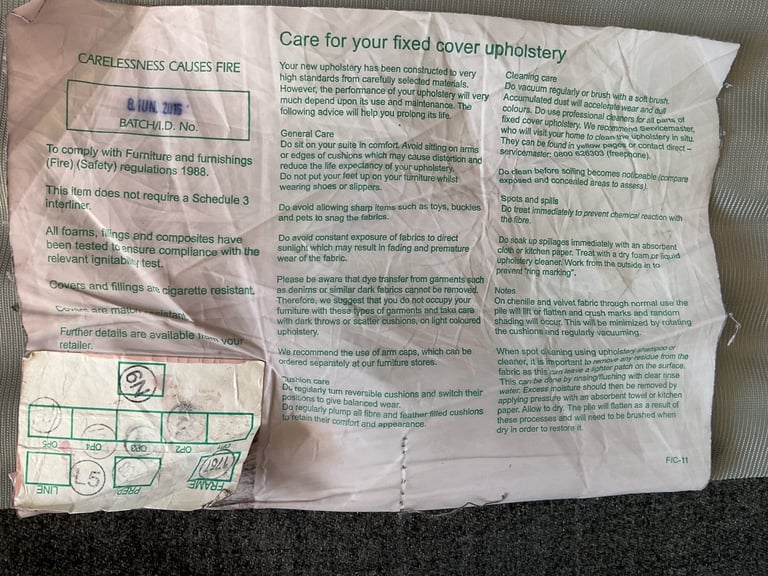 CARELESSNESS CAUSES FIRE
8. JUN. 2015
BATCH/I.D. No.
To comply with Furniture and furnishings
(Fire) (Safety) regulations 1988.
This item does not require a Schedule 3
interliner.
All foams, fillings and composites have
been tested to ensure compliance with the
relevant ignitability test.
Covers and fillings are cigarette resistant.
Covers are match resistant.
Further details are available from your
retailer.
Care for your fixed cover upholstery
Your new upholstery has been constructed to very
high standards from carefully selected materials.
However, the performance of your upholstery will very
much depend upon its use and maintenance. The
following advice will help you prolong its life.
General Care
Do sit on your suite in comfort. Avoid sitting on arms
or edges of cushions which may cause distortion and
reduce the life expectancy of your upholstery.
Do not put your feet up on your furniture whilst
wearing shoes or slippers.
Do avoid allowing sharp items such as toys, buckles
and pets to snag the fabrics.
Do avoid constant exposure of fabrics to direct
sunlight which may result in fading and premature
wear of the fabric.
Please be aware that dye transfer from garments such
as denims or similar dark fabrics cannot be removed.
Therefore, we suggest that you do not occupy your
furniture with these types of garments and take care
with dark throws or scatter cushions, on light coloured
upholstery.
We recommend the use of arm caps, which can be
ordered separately at our furniture stores.
Cushion care
Do regularly turn reversible cushions and switch their
positions to give balanced wear.
Do regularly plump all fibre and feather filled cushions
to retain their comfort and appearance.
Cleaning care
Do vacuum regularly or brush with a soft brush.
Accumulated dust will accelerate wear and dull
colours. Do use professional cleaners for all parts of
fixed cover upholstery. We recommend Servicemaster,
who will visit your home to clean the upholstery in situ.
They can be found in yellow pages or contact direct –
servicemaster: 0800 626303 (freephone).
Do clean before soiling becomes noticeable (compare
exposed and concealed areas to assess).
Spots and spills
Do treat immediately to prevent chemical reaction with
the fibre.
Do soak up spillages immediately with an absorbent
cloth or kitchen paper. Treat with a dry foam or liquid
upholstery cleaner. Work from the outside in to
prevent "ring marking".
Notes
On chenille and velvet fabric through normal use the
pile will lift or flatten and crush marks and random
shading will occur. This will be minimized by rotating
the cushions and regularly vacuuming.
When spot cleaning using upholstery shampoo or
cleaner, it is important to remove any residue from the
fabric as this can leave a lighter patch on the surface.
This can be done by rinsing/flushing with clear rinse
water. Excess moisture should then be removed by
applying pressure with an absorbent towel or kitchen
paper. Allow to dry. The pile will flatten as a result of
these processes and will need to be brushed when
dry in order to restore it.
F/C-11
FRAME
PREP
L5
LINE
OP2
OP3
OP4
OP5